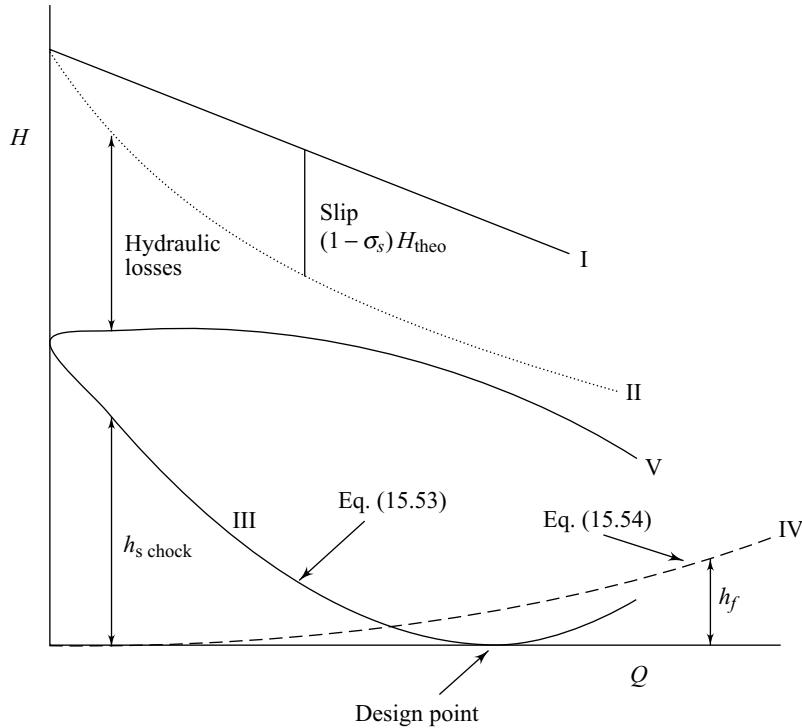 H
Slip
(1 − σs) Htheo
I
Hydraulic
losses
II
V
Eq. (15.53)
Eq. (15.54)
IV
III
hs chock
hf
Q
Design point